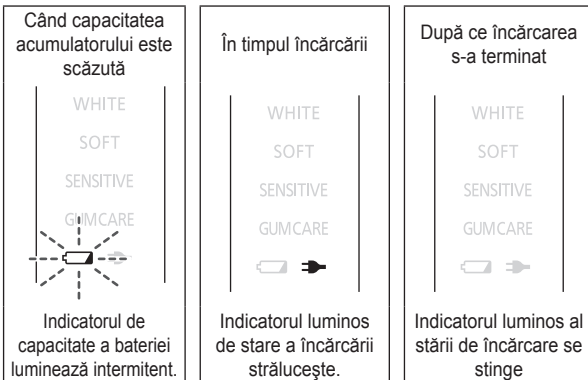 Când capacitatea
acumulatorului este
scăzută
WHITE
SOFT
SENSITIVE
GUMCARE
Indicatorul de
capacitate a bateriei
luminează intermitent.
În timpul încărcării
WHITE
SOFT
SENSITIVE
GUMCARE
Indicatorul luminos
de stare a încărcării
străluceşte.
După ce încărcarea
s-a terminat
WHITE
SOFT
SENSITIVE
GUMCARE
Indicatorul luminos al
stării de încărcare se
stinge